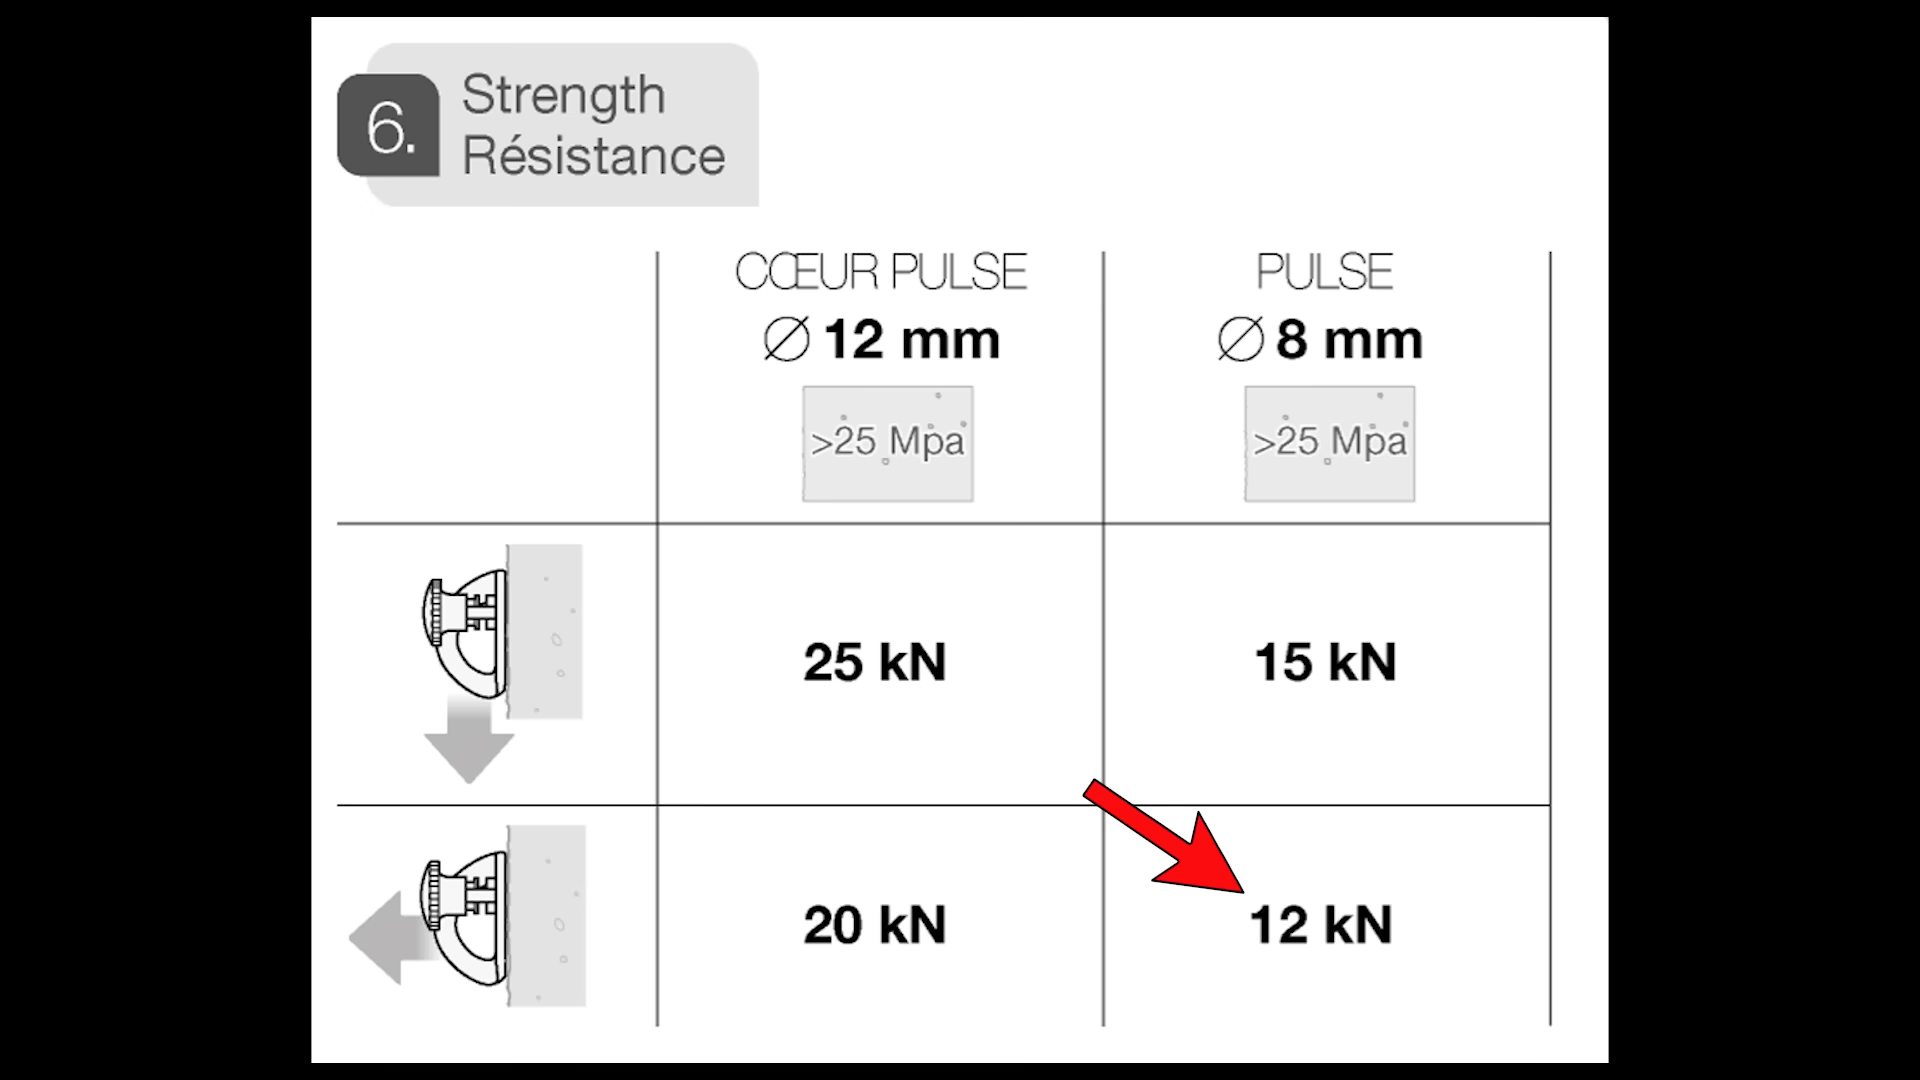 6.
Strength
Résistance
CŒUR PULSE
PULSE
∅ 12 mm
∅ 8 mm
>25 Mpa
>25 Mpa
25 kN
15 kN
20 kN
12 kN